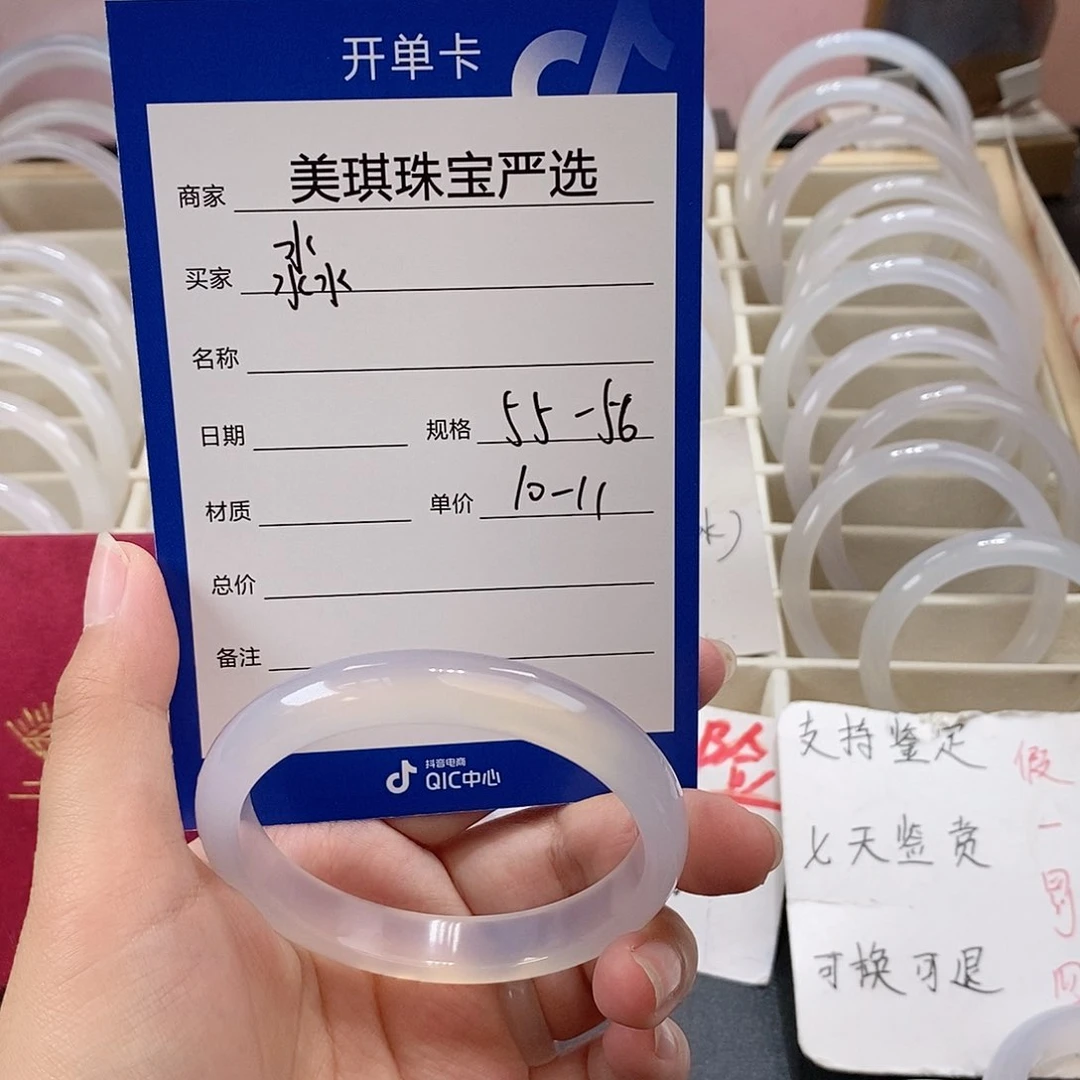 开单卡
商家 美琪珠宝严选
买家 淼
名称
日期 规格 55-56
材质 单价 10-11
总价
备注
抖音电商
QIC中心
水)
支持鉴定
七天鉴赏
可换可退
假一罚